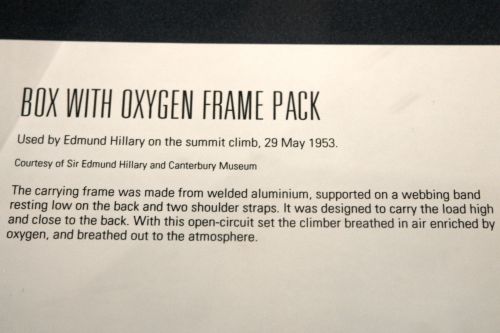 BOX WITH OXYGEN FRAME PACK
Used by Edmund Hillary on the summit climb, 29 May 1953.
Courtesy of Sir Edmund Hillary and Canterbury Museum
The carrying frame was made from welded aluminium, supported on a webbing band
resting low on the back and two shoulder straps. It was designed to carry the load high
and close to the back. With this open-circuit set the climber breathed in air enriched by
oxygen, and breathed out to the atmosphere.